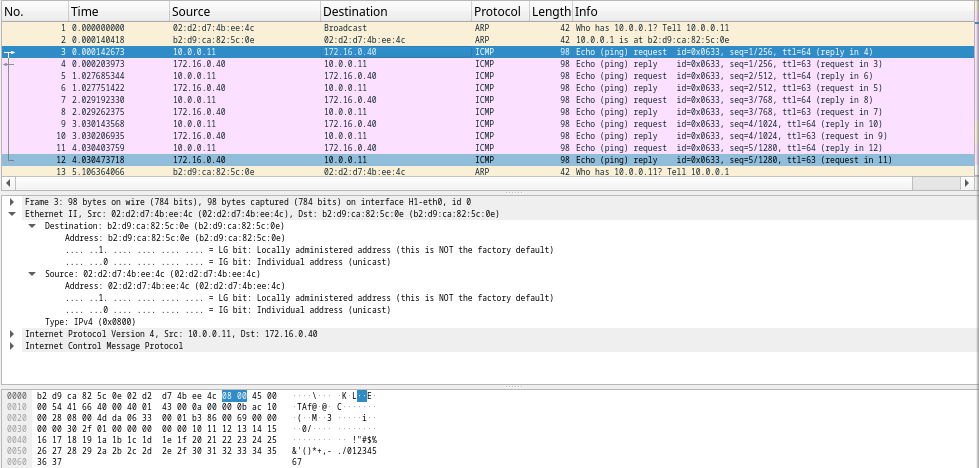 No. Time Source Destination Protocol Length Info
1 0.000000000 02:d2:d7:4b:ee:4c Broadcast ARP 42 Who has 10.0.0.1? Tell 10.0.0.11
2 0.000140418 b2:d9:ca:82:5c:0e 02:d2:d7:4b:ee:4c ARP 42 10.0.0.1 is at b2:d9:ca:82:5c:0e
3 0.000142673 10.0.0.11 172.16.0.40 ICMP 98 Echo (ping) request id=0x0633, seq=1/256, ttl=64 (reply in 4)
4 0.000203973 172.16.0.40 10.0.0.11 ICMP 98 Echo (ping) reply id=0x0633, seq=1/256, ttl=63 (request in 3)
5 1.027685344 10.0.0.11 172.16.0.40 ICMP 98 Echo (ping) request id=0x0633, seq=2/512, ttl=64 (reply in 6)
6 1.027751422 172.16.0.40 10.0.0.11 ICMP 98 Echo (ping) reply id=0x0633, seq=2/512, ttl=63 (request in 5)
7 2.029192330 10.0.0.11 172.16.0.40 ICMP 98 Echo (ping) request id=0x0633, seq=3/768, ttl=64 (reply in 8)
8 2.029262375 172.16.0.40 10.0.0.11 ICMP 98 Echo (ping) reply id=0x0633, seq=3/768, ttl=63 (request in 7)
9 3.030143568 10.0.0.11 172.16.0.40 ICMP 98 Echo (ping) request id=0x0633, seq=4/1024, ttl=64 (reply in 10)
10 3.030206935 172.16.0.40 10.0.0.11 ICMP 98 Echo (ping) reply id=0x0633, seq=4/1024, ttl=63 (request in 9)
11 4.030403759 10.0.0.11 172.16.0.40 ICMP 98 Echo (ping) request id=0x0633, seq=5/1280, ttl=64 (reply in 12)
12 4.030473718 172.16.0.40 10.0.0.11 ICMP 98 Echo (ping) reply id=0x0633, seq=5/1280, ttl=63 (request in 11)
13 5.106364066 b2:d9:ca:82:5c:0e 02:d2:d7:4b:ee:4c ARP 42 Who has 10.0.0.11? Tell 10.0.0.1
Frame 3: 98 bytes on wire (784 bits), 98 bytes captured (784 bits) on interface H1-eth0, id 0
Ethernet II, Src: 02:d2:d7:4b:ee:4c (02:d2:d7:4b:ee:4c), Dst: b2:d9:ca:82:5c:0e (b2:d9:ca:82:5c:0e)
Destination: b2:d9:ca:82:5c:0e (b2:d9:ca:82:5c:0e)
Address: b2:d9:ca:82:5c:0e (b2:d9:ca:82:5c:0e)
.... ..1. .... .... .... .... = LG bit: Locally administered address (this is NOT the factory default)
.... ...0 .... .... .... .... = IG bit: Individual address (unicast)
Source: 02:d2:d7:4b:ee:4c (02:d2:d7:4b:ee:4c)
Address: 02:d2:d7:4b:ee:4c (02:d2:d7:4b:ee:4c)
.... ..1. .... .... .... .... = LG bit: Locally administered address (this is NOT the factory default)
.... ...0 .... .... .... .... = IG bit: Individual address (unicast)
Type: IPv4 (0x0800)
Internet Protocol Version 4, Src: 10.0.0.11, Dst: 172.16.0.40
Internet Control Message Protocol
0000 b2 d9 ca 82 5c 0e 02 d2 d7 4b ee 4c 08 00 45 00 ····\··· ·K·L··E·
0010 00 54 41 66 40 00 40 01 43 00 0a 00 00 0b ac 10 ·TAf@·@· C·······
0020 00 28 08 00 4d da 06 33 00 01 b3 86 00 69 00 00 ·(··M··3 ·····i··
0030 00 00 30 2f 01 00 00 00 00 00 10 11 12 13 14 15 ··0/···· ········
0040 16 17 18 19 1a 1b 1c 1d 1e 1f 20 21 22 23 24 25 ········ ·· !"#$%
0050 26 27 28 29 2a 2b 2c 2d 2e 2f 30 31 32 33 34 35 &'()*+,- ./012345
0060 36 37 67